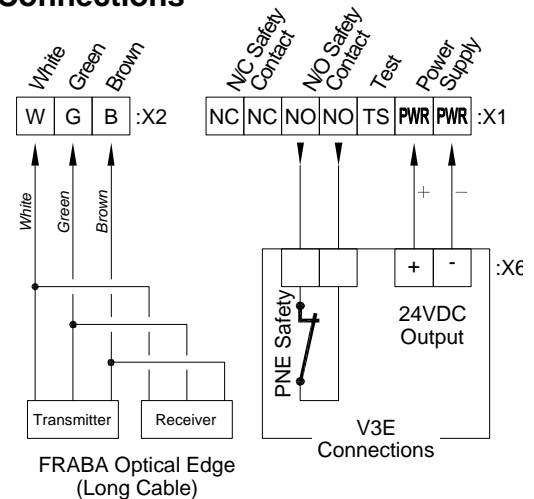 Connections
White
Green
Brown
N/C Safety
Contact
N/O Safety
Contact
Test
Power
Supply
W G B :X2
NC NC NO NO TS PWR PWR :X1
White
Green
Brown
+ −
+ - :X6
24VDC
Output
PNE Safety
Transmitter
Receiver
V3E
Connections
FRABA Optical Edge
(Long Cable)